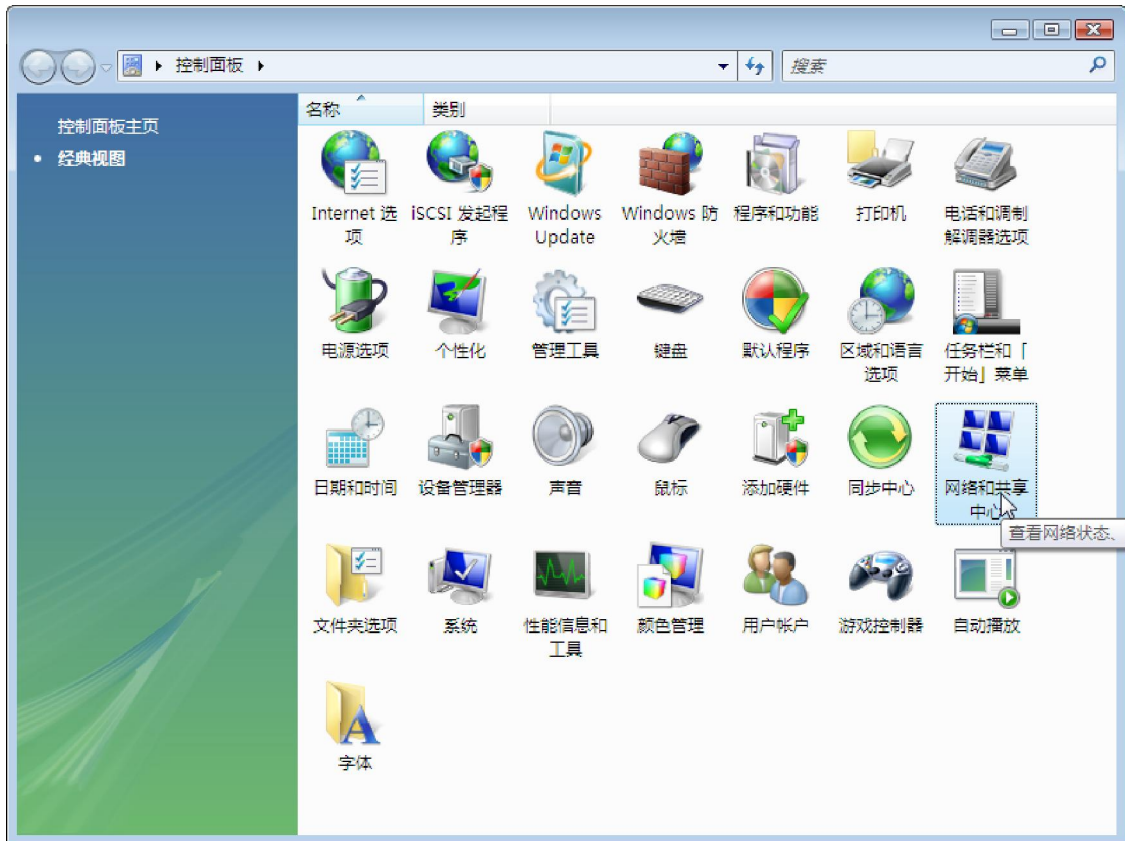 控制面板
搜索
控制面板主页
经典视图
名称 类别
Internet 选
项
iSCSI 发起程
序
Windows
Update
Windows 防
火墙
程序和功能
打印机
电话和调制
解调器选项
电源选项
个性化
管理工具
键盘
默认程序
区域和语言
选项
任务栏和「
开始」菜单
日期和时间
设备管理器
声音
鼠标
添加硬件
同步中心
网络和共享
中心
查看网络状态、
文件夹选项
系统
性能信息和
工具
颜色管理
用户帐户
游戏控制器
自动播放
字体